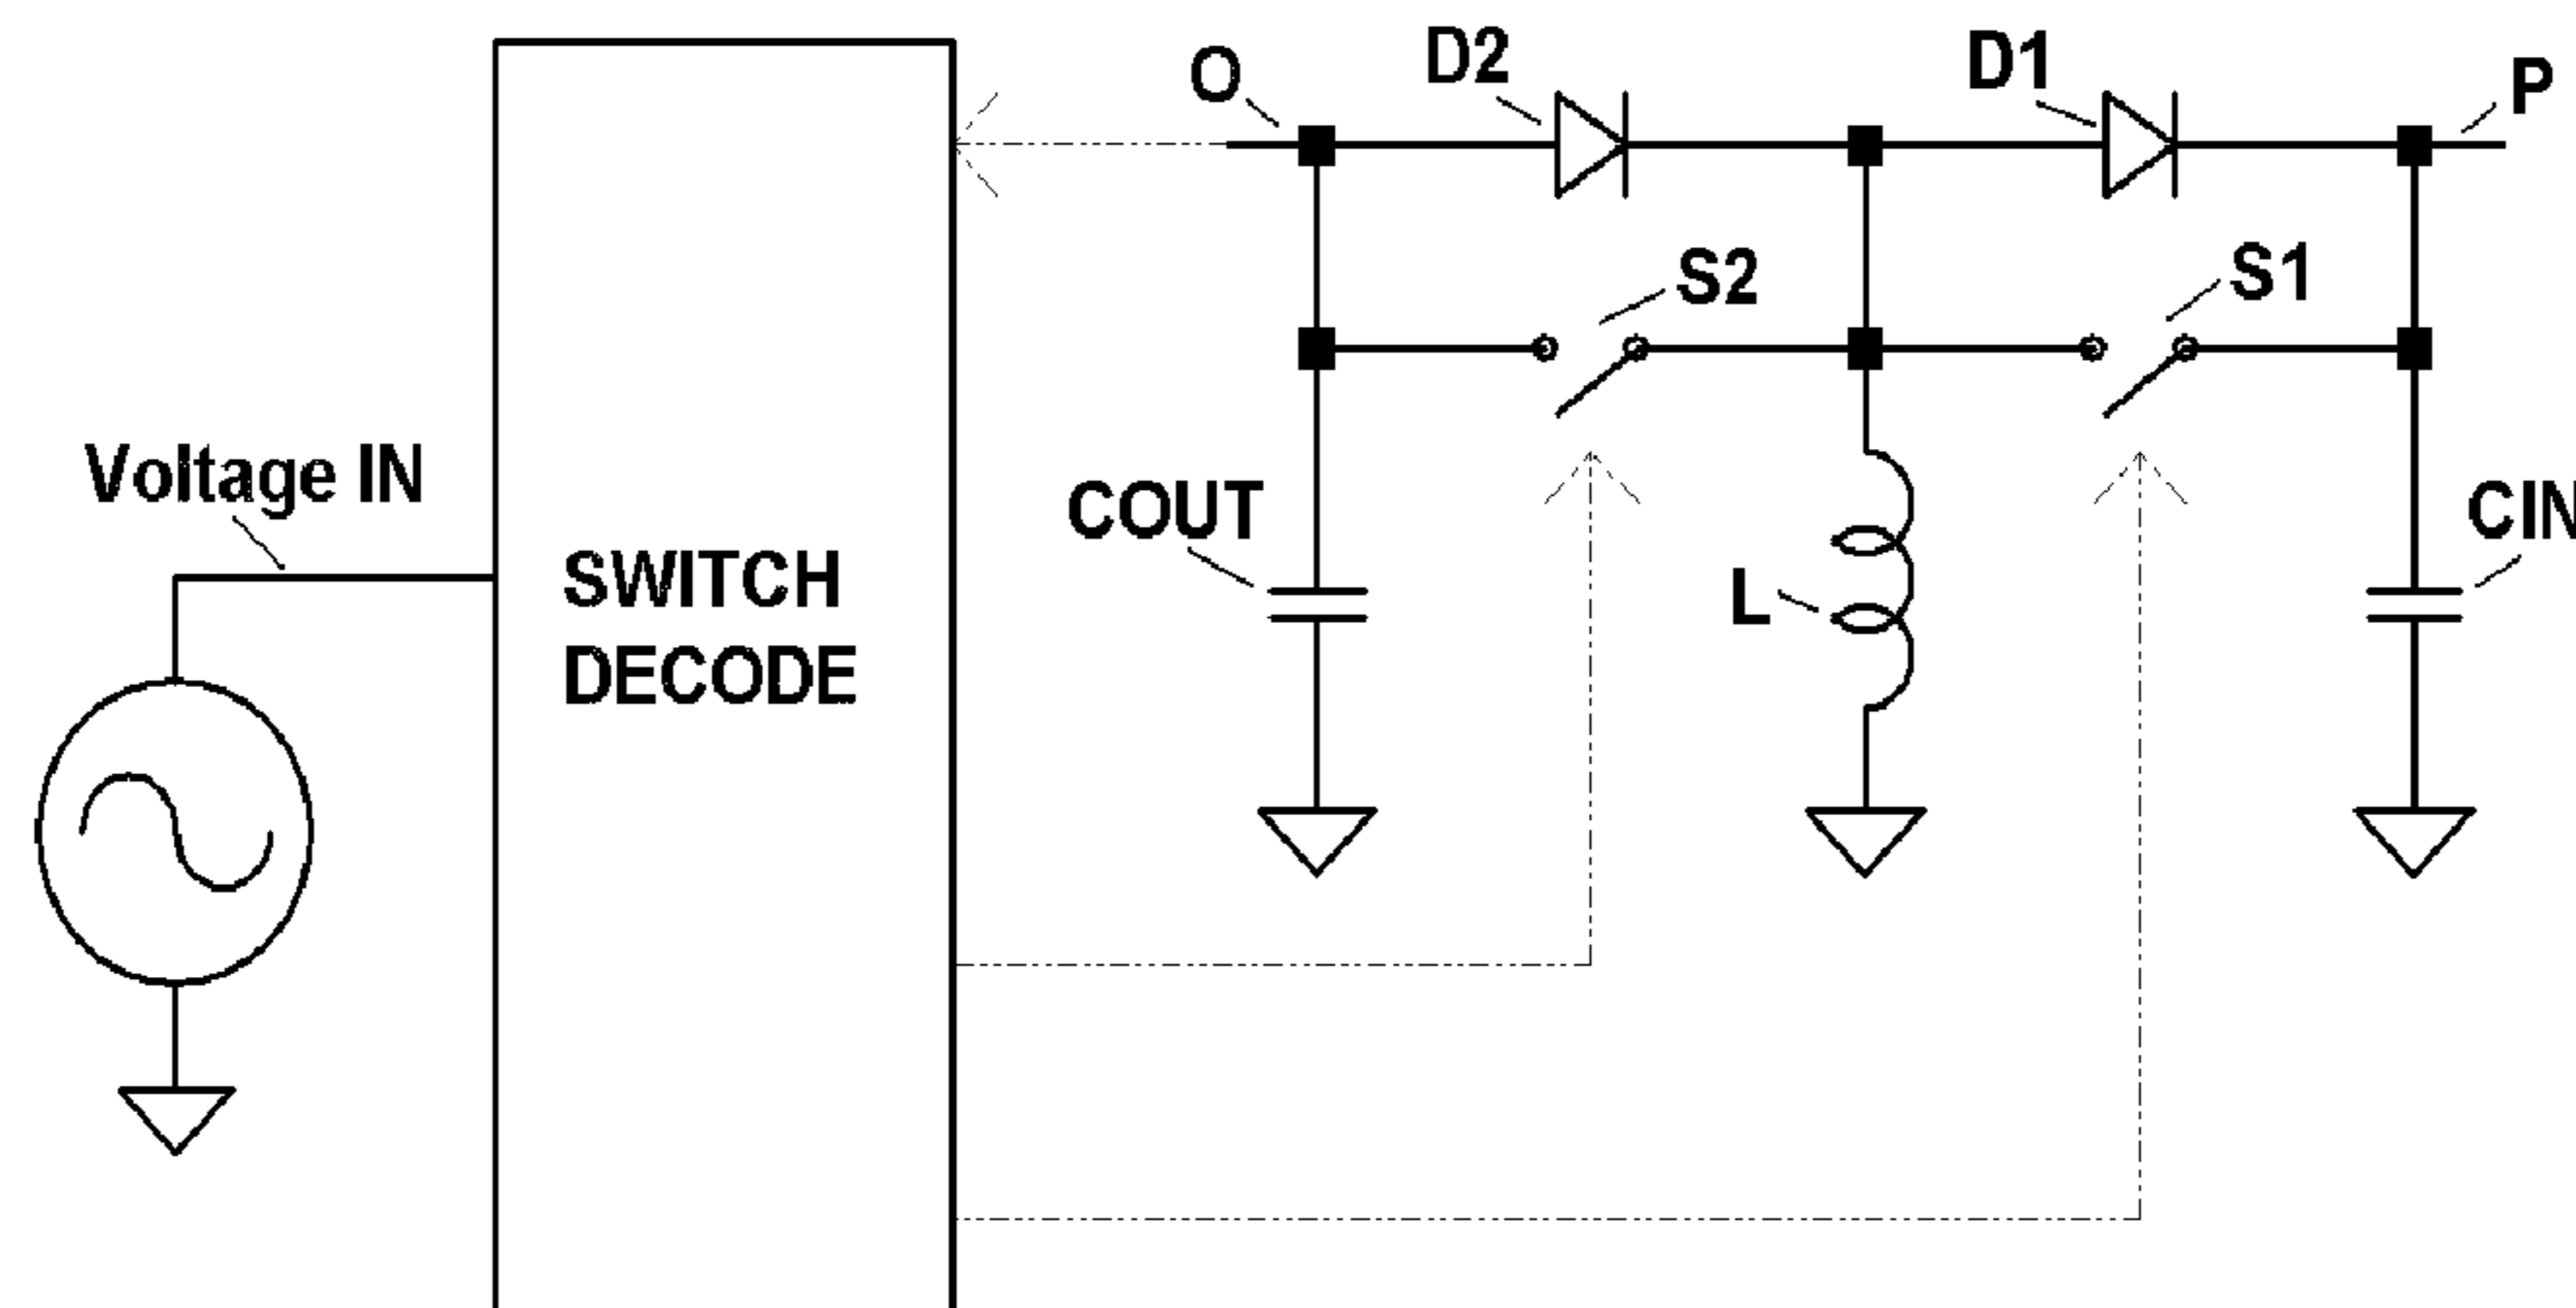 O
D2
D1
P
S2
S1
Voltage IN
COUT
CIN
SWITCH
DECODE
L